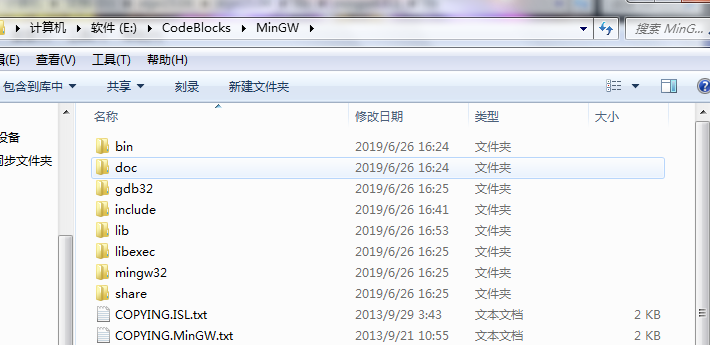 计算机 ▸ 软件 (E:) ▸ CodeBlocks ▸ MinGW ▸ 搜索 MinG...
(E) 查看(V) 工具(T) 帮助(H)
包含到库中 共享 刻录 新建文件夹
名称 修改日期 类型 大小
bin 2019/6/26 16:24 文件夹
设备
doc 2019/6/26 16:24 文件夹
步文件夹
gdb32 2019/6/26 16:25 文件夹
include 2019/6/26 16:41 文件夹
lib 2019/6/26 16:53 文件夹
libexec 2019/6/26 16:25 文件夹
mingw32 2019/6/26 16:25 文件夹
share 2019/6/26 16:25 文件夹
COPYING.ISL.txt 2013/9/29 3:43 文本文档 2 KB
COPYING.MinGW.txt 2013/9/21 10:55 文本文档 2 KB